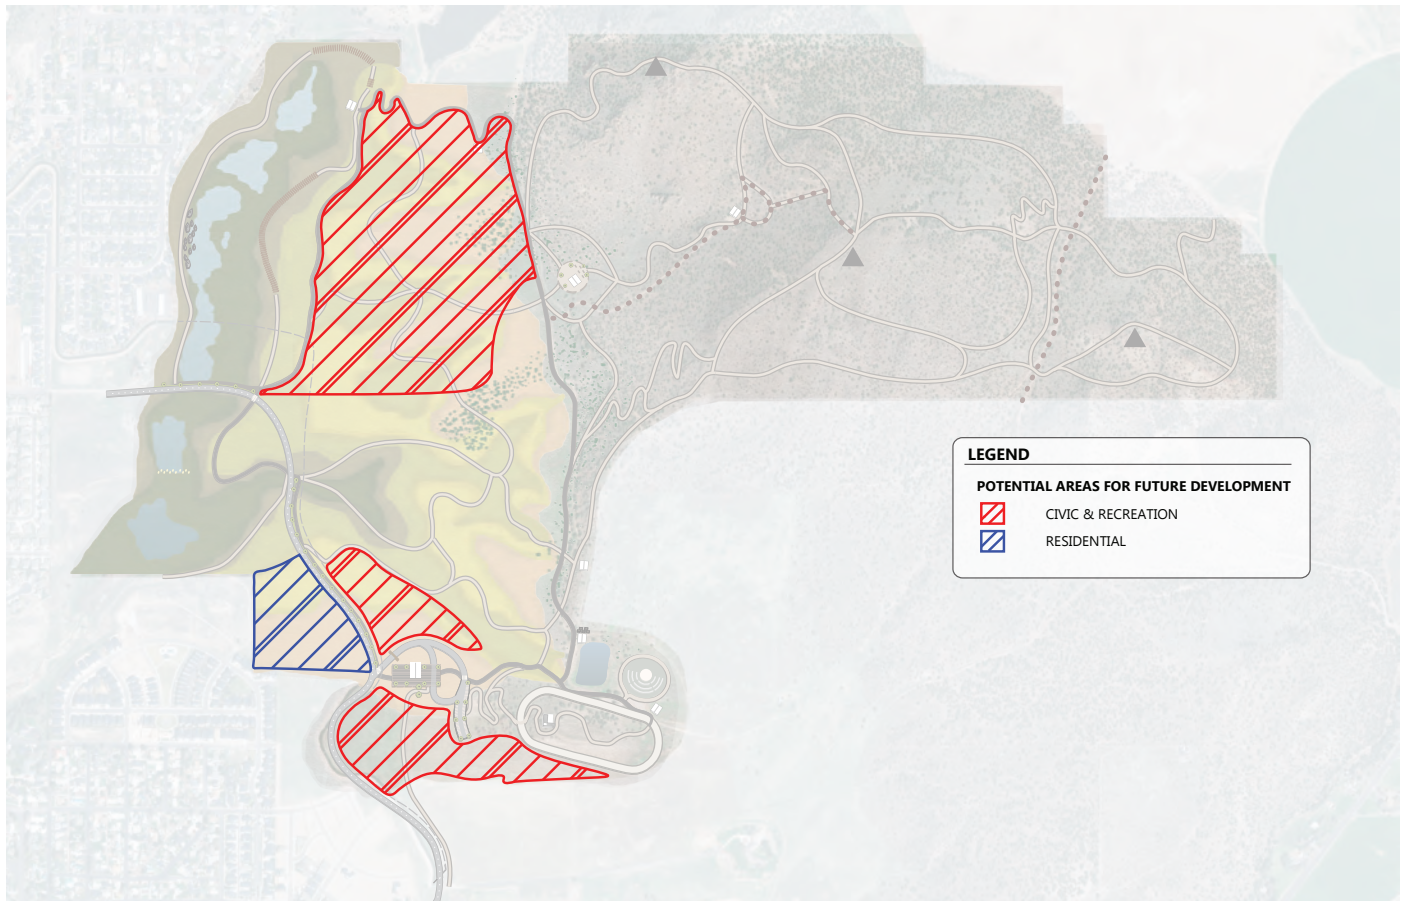 LEGEND
POTENTIAL AREAS FOR FUTURE DEVELOPMENT
CIVIC & RECREATION
RESIDENTIAL